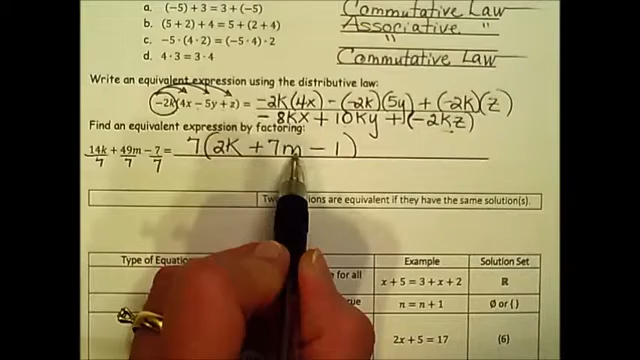 a. (−5) + 3 = 3 + (−5) Commutative Law
b. (5 + 2) + 4 = 5 + (2 + 4) Associative "
c. −5 · (4 · 2) = (−5 · 4) · 2 "
d. 4 · 3 = 3 · 4 Commutative Law
Write an equivalent expression using the distributive law:
−2k(4x − 5y + z) = −2K(4x) − (−2K)(5y) + (−2K)(z)
− 8Kx + 10Ky + (−2Kz)
Find an equivalent expression by factoring:
14k + 49m − 7 = 7(2K + 7m − 1)
7 7 7
Two are equivalent if they have the same solution(s).
Type of Equation for all Example Solution Set
x + 5 = 3 + x + 2 ℝ
true n = n + 1 Ø or { }
2x + 5 = 17 {6}